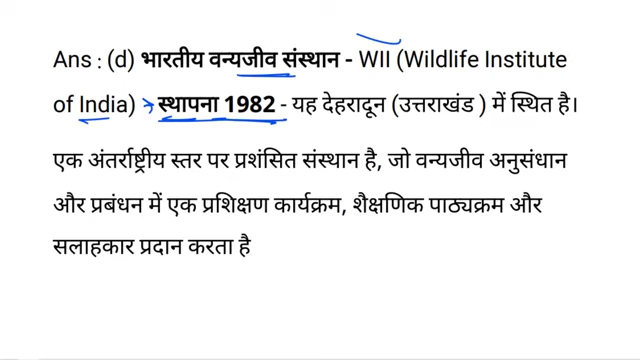 Ans : (d) भारतीय वन्यजीव संस्थान - WII (Wildlife Institute
of India) स्थापना 1982 - यह देहरादून (उत्तराखंड ) में स्थित है।
एक अंतर्राष्ट्रीय स्तर पर प्रशंसित संस्थान है, जो वन्यजीव अनुसंधान
और प्रबंधन में एक प्रशिक्षण कार्यक्रम, शैक्षणिक पाठ्यक्रम और
सलाहकार प्रदान करता है